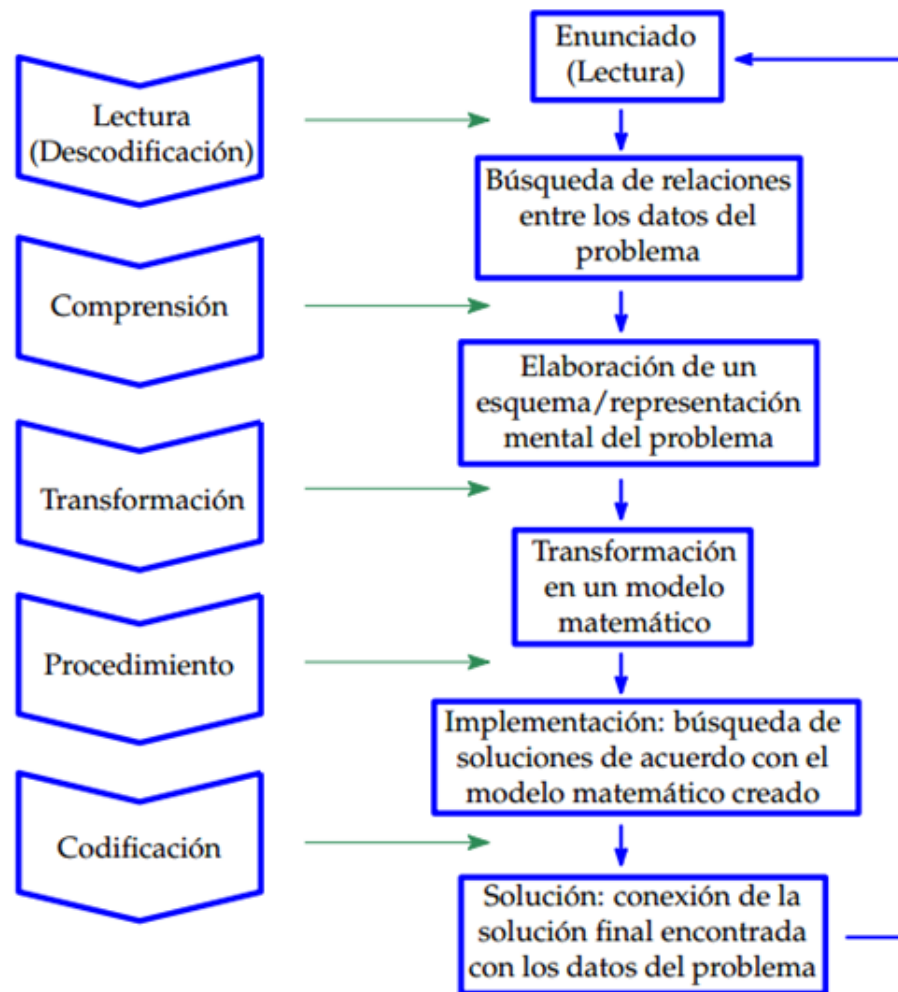 Enunciado
(Lectura)
Lectura
(Descodificación)
Búsqueda de relaciones
entre los datos del
problema
Comprensión
Elaboración de un
esquema/representación
mental del problema
Transformación
Transformación
en un modelo
matemático
Procedimiento
Implementación: búsqueda de
soluciones de acuerdo con el
modelo matemático creado
Codificación
Solución: conexión de la
solución final encontrada
con los datos del problema